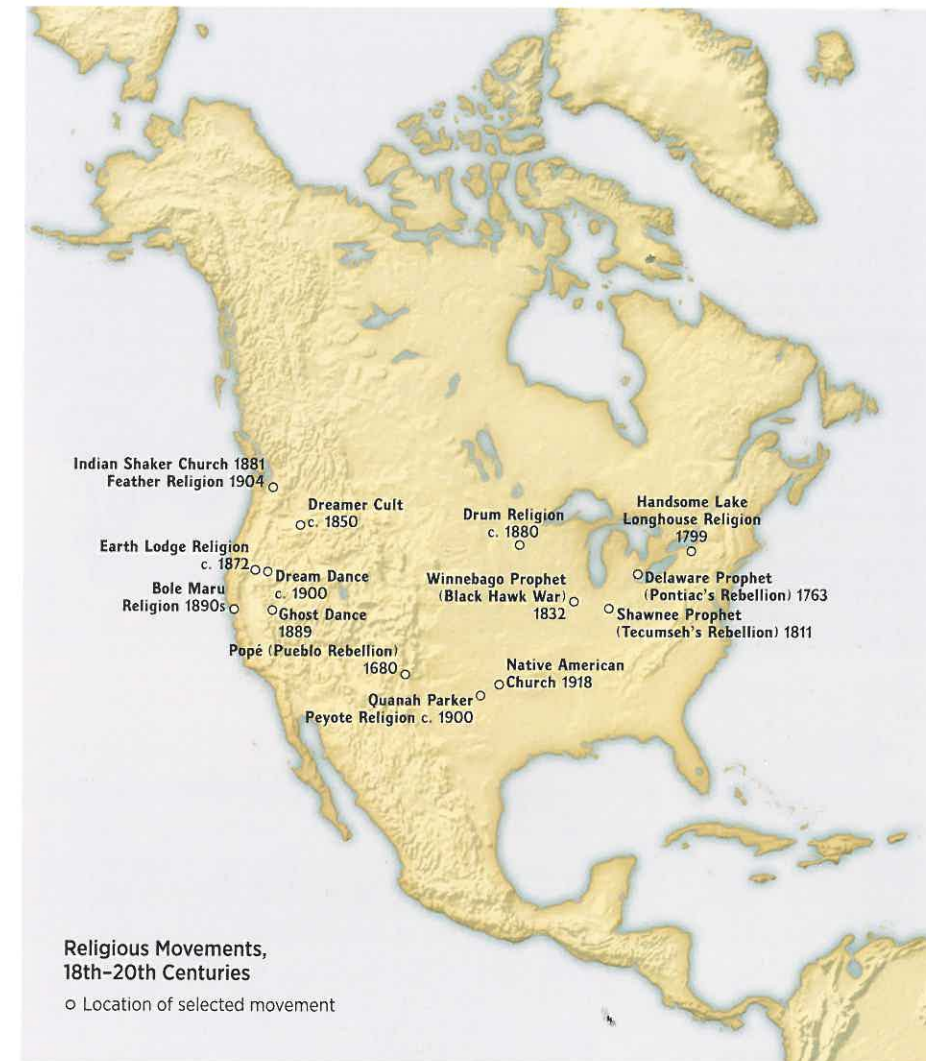 Indian Shaker Church 1881
Feather Religion 1904
Dreamer Cult
c. 1850
Drum Religion
c. 1880
Handsome Lake
Longhouse Religion
1799
Earth Lodge Religion
c. 1872
Dream Dance
c. 1900
Bole Maru
Religion 1890s
Ghost Dance
1889
Winnebago Prophet
(Black Hawk War)
1832
Delaware Prophet
(Pontiac's Rebellion) 1763
Shawnee Prophet
(Tecumseh's Rebellion) 1811
Popé (Pueblo Rebellion)
1680
Native American
Church 1918
Quanah Parker
Peyote Religion c. 1900
Religious Movements,
18th–20th Centuries
Location of selected movement